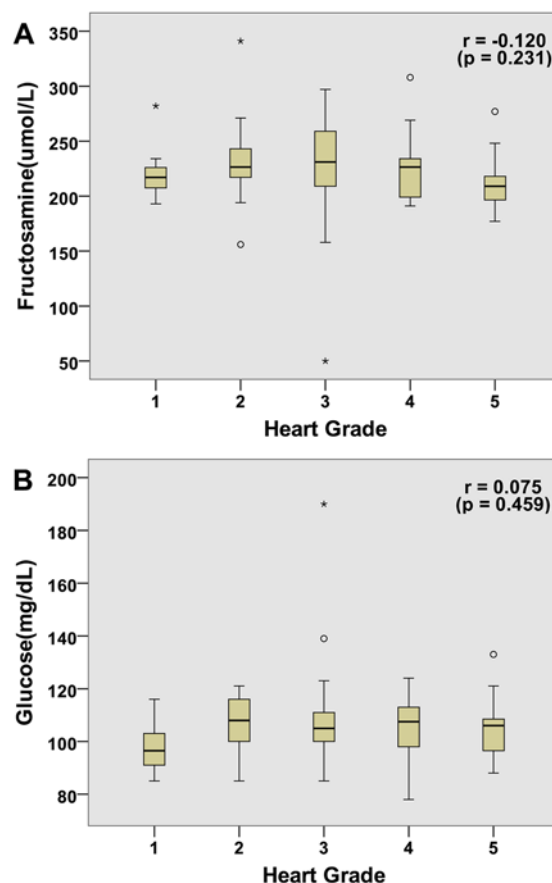 A
r = -0.120
(p = 0.231)
350
300
250
200
150
100
50
Fructosamine(umol/L)
1 2 3 4 5
Heart Grade
B
r = 0.075
(p = 0.459)
200
180
160
140
120
100
80
Glucose(mg/dL)
1 2 3 4 5
Heart Grade